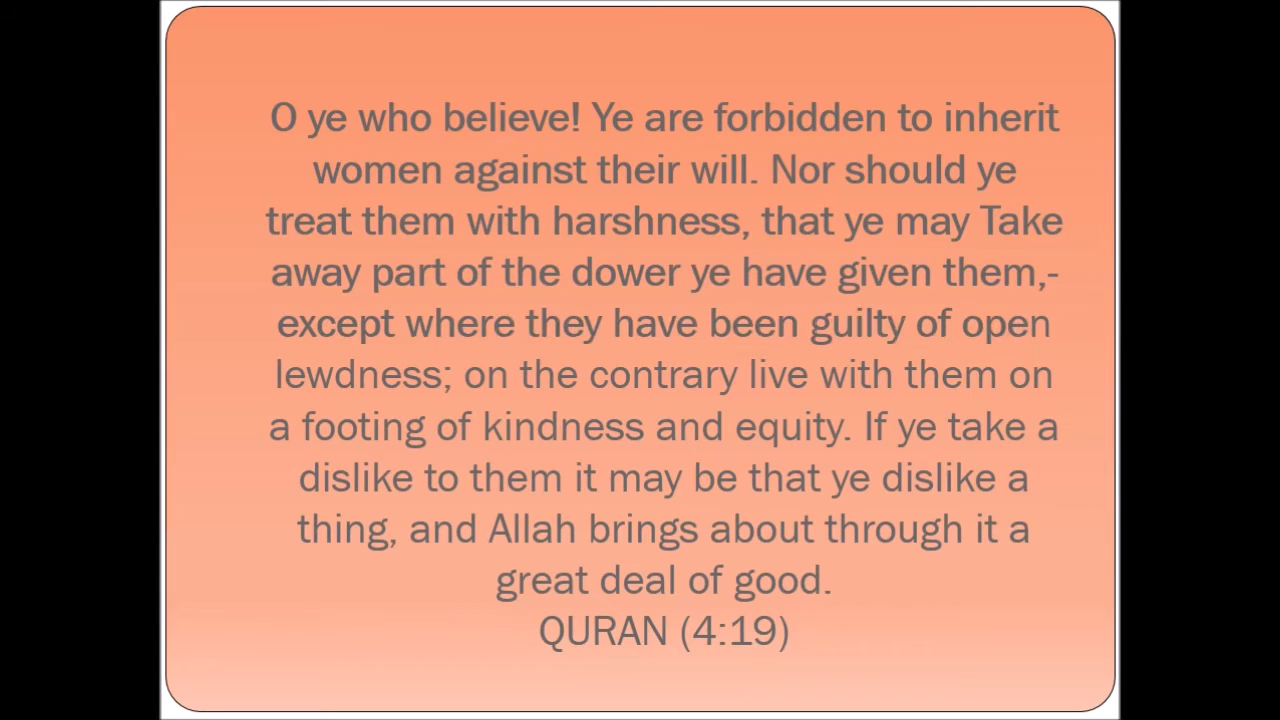 O ye who believe! Ye are forbidden to inherit
women against their will. Nor should ye
treat them with harshness, that ye may Take
away part of the dower ye have given them,-
except where they have been guilty of open
lewdness; on the contrary live with them on
a footing of kindness and equity. If ye take a
dislike to them it may be that ye dislike a
thing, and Allah brings about through it a
great deal of good.
QURAN (4:19)